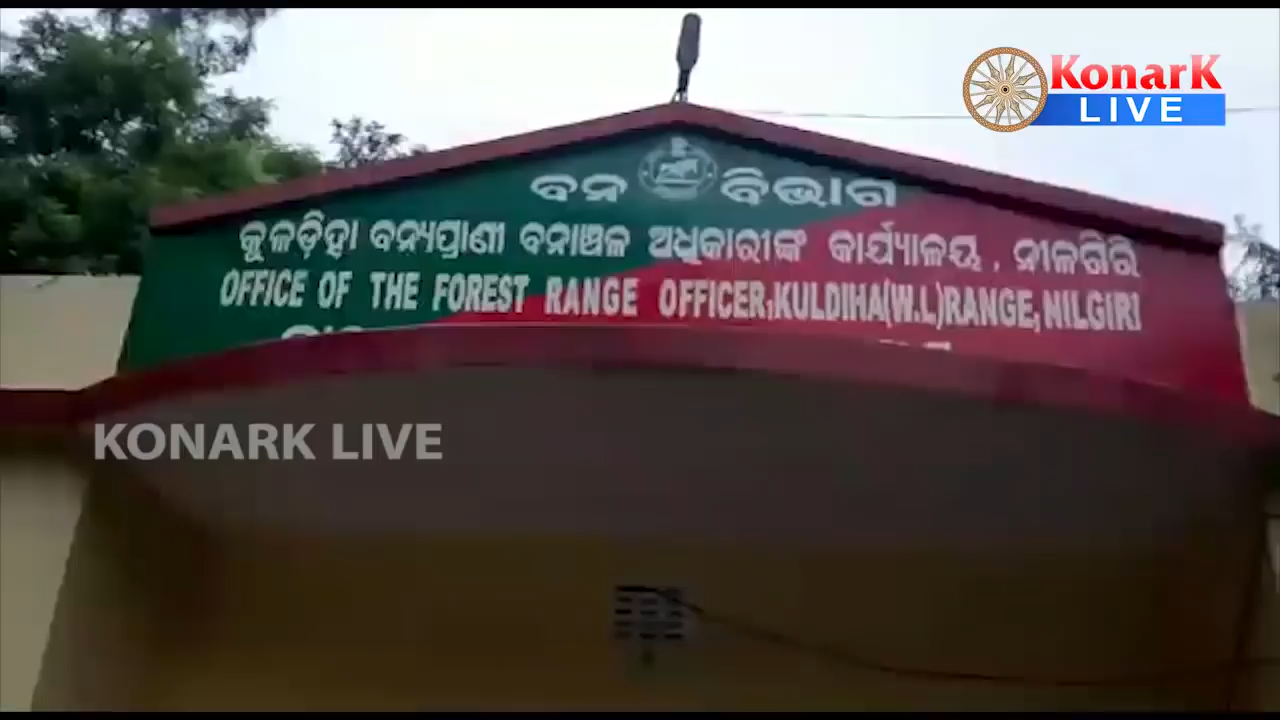 KonarK
LIVE
ବନ ବିଭାଗ
କୁଳଡ଼ିହା ବନ୍ୟପ୍ରାଣୀ ବନାଞ୍ଚଳ ଅଧିକାରୀଙ୍କ କାର୍ଯ୍ୟାଳୟ, ନୀଳଗିରି
OFFICE OF THE FOREST RANGE OFFICER,KULDIHA(W.L)RANGE,NILGIRI
KONARK LIVE